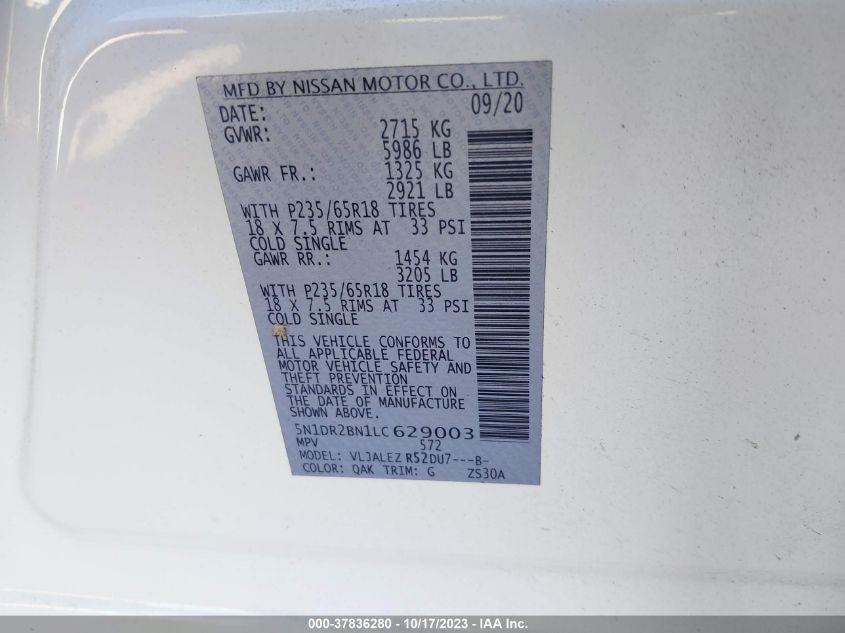 MFD BY NISSAN MOTOR CO., LTD.
DATE: 09/20
GVWR: 2715 KG
5986 LB
GAWR FR.: 1325 KG
2921 LB
WITH P235/65R18 TIRES
18 X 7.5 RIMS AT 33 PSI
COLD SINGLE
GAWR RR.: 1454 KG
3205 LB
WITH P235/65R18 TIRES
18 X 7.5 RIMS AT 33 PSI
COLD SINGLE
THIS VEHICLE CONFORMS TO
ALL APPLICABLE FEDERAL
MOTOR VEHICLE SAFETY AND
THEFT PREVENTION
STANDARDS IN EFFECT ON
THE DATE OF MANUFACTURE
SHOWN ABOVE.
5N1DR2BN1LC 629003
MPV 572
MODEL: VLJALEZ R52DU7---B-
COLOR: QAK TRIM: G ZS30A
000-37836280 - 10/17/2023 - IAA Inc.